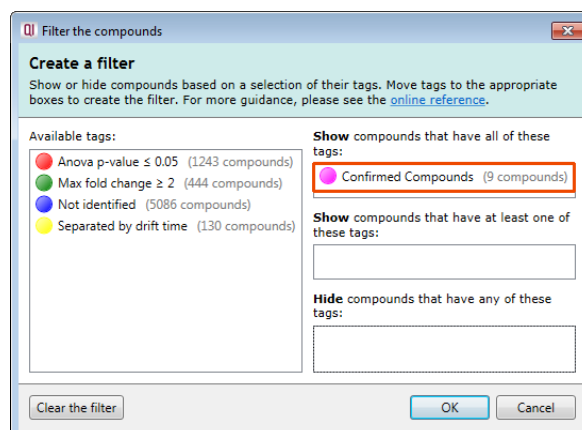 QI Filter the compounds
Create a filter
Show or hide compounds based on a selection of their tags. Move tags to the appropriate
boxes to create the filter. For more guidance, please see the online reference.
Available tags:
Anova p-value ≤ 0.05 (1243 compounds)
Max fold change ≥ 2 (444 compounds)
Not identified (5086 compounds)
Separated by drift time (130 compounds)
Show compounds that have all of these
tags:
Confirmed Compounds (9 compounds)
Show compounds that have at least one of
these tags:
Hide compounds that have any of these
tags:
Clear the filter
OK
Cancel